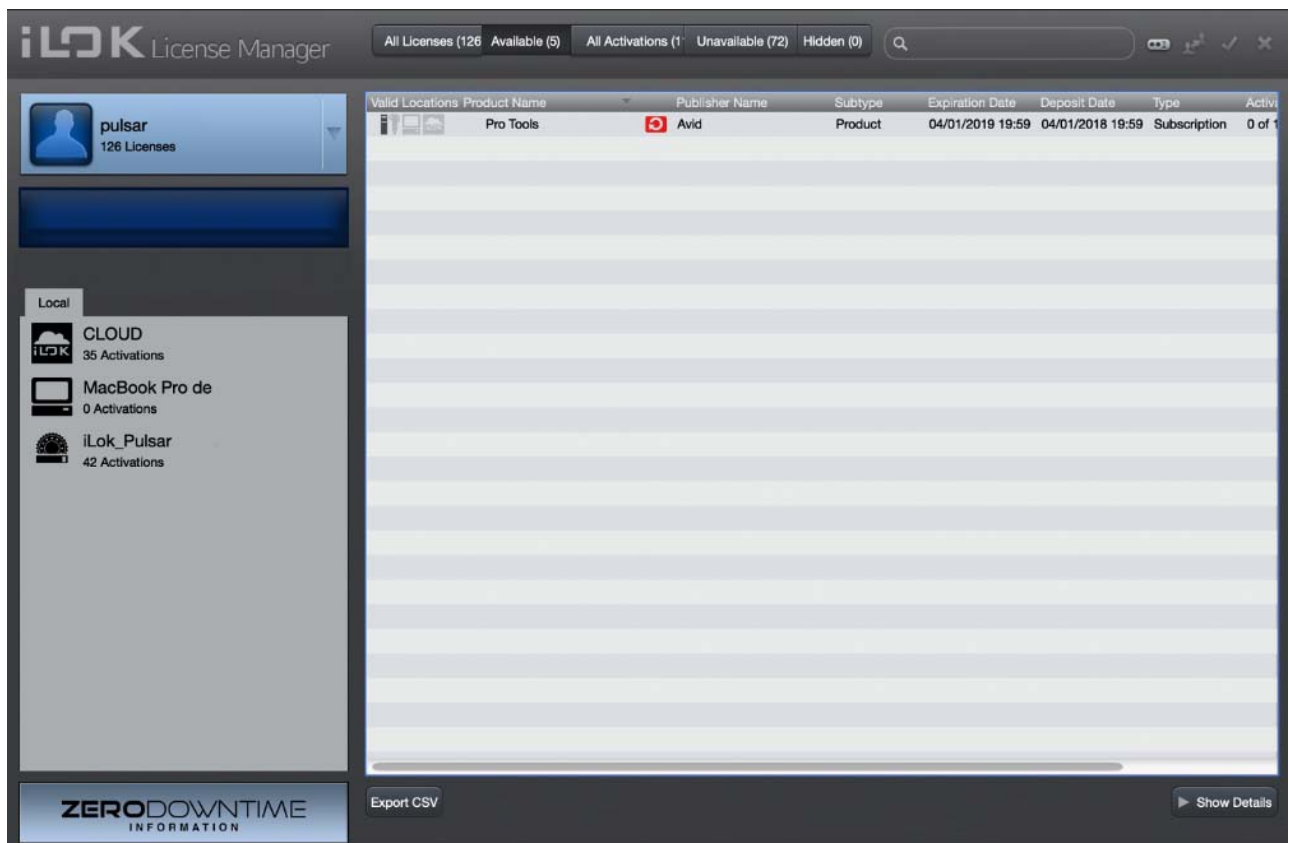 iLOK License Manager
All Licenses (126
Available (5)
All Activations (1
Unavailable (72)
Hidden (0)
pulsar
126 Licenses
Valid Locations
Product Name
Publisher Name
Subtype
Expiration Date
Deposit Date
Type
Activ
Pro Tools
Avid
Product
04/01/2019 19:59
04/01/2018 19:59
Subscription
0 of 1
Local
iLOK
CLOUD
35 Activations
MacBook Pro de
0 Activations
iLok_Pulsar
42 Activations
ZERODOWNTIME
INFORMATION
Export CSV
Show Details